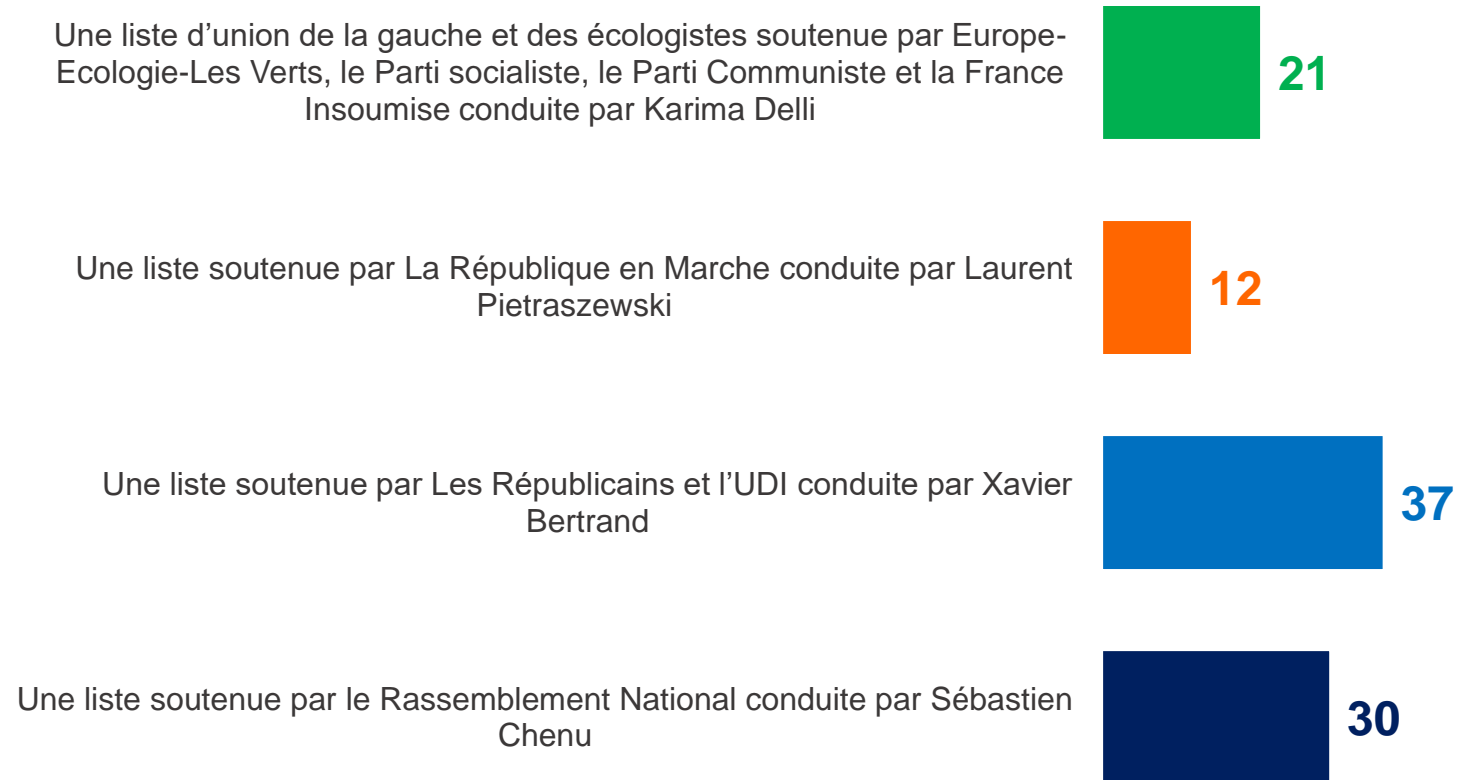 Une liste d’union de la gauche et des écologistes soutenue par Europe-
Ecologie-Les Verts, le Parti socialiste, le Parti Communiste et la France
Insoumise conduite par Karima Delli
21
Une liste soutenue par La République en Marche conduite par Laurent
Pietraszewski
12
Une liste soutenue par Les Républicains et l’UDI conduite par Xavier
Bertrand
37
Une liste soutenue par le Rassemblement National conduite par Sébastien
Chenu
30